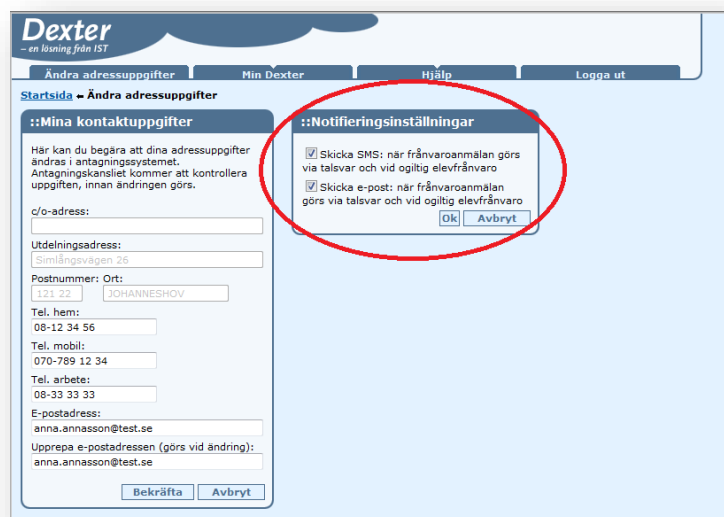 Dexter
– en lösning från IST
Ändra adressuppgifter Min Dexter Hjälp Logga ut
Startsida ← Ändra adressuppgifter
::Mina kontaktuppgifter
Här kan du begära att dina adressuppgifter
ändras i antagningssystemet.
Antagningskansliet kommer att kontrollera
uppgiften, innan ändringen görs.
c/o-adress:
Utdelningsadress:
Simlångsvägen 26
Postnummer: Ort:
121 22 JOHANNESHOV
Tel. hem:
08-12 34 56
Tel. mobil:
070-789 12 34
Tel. arbete:
08-33 33 33
E-postadress:
anna.annasson@test.se
Upprepa e-postadressen (görs vid ändring):
anna.annasson@test.se
Bekräfta Avbryt
::Notifieringsinställningar
Skicka SMS: när frånvaroanmälan görs
via talsvar och vid ogiltig elevfrånvaro
Skicka e-post: när frånvaroanmälan
görs via talsvar och vid ogiltig elevfrånvaro
Ok Avbryt